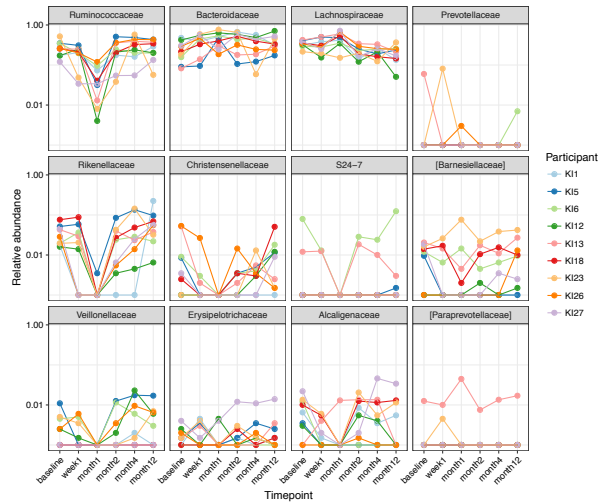 Ruminococcaceae Bacteroidaceae Lachnospiraceae Prevotellaceae
1.00
0.01
Rikenellaceae Christensenellaceae S24−7 [Barnesiellaceae]
1.00
0.01
Veillonellaceae Erysipelotrichaceae Alcaligenaceae [Paraprevotellaceae]
1.00
0.01
Relative abundance
baseline week1 month1 month2 month4 month12 baseline week1 month1 month2 month4 month12 baseline week1 month1 month2 month4 month12 baseline week1 month1 month2 month4 month12
Timepoint
Participant
KI1
KI5
KI6
KI12
KI13
KI18
KI23
KI26
KI27